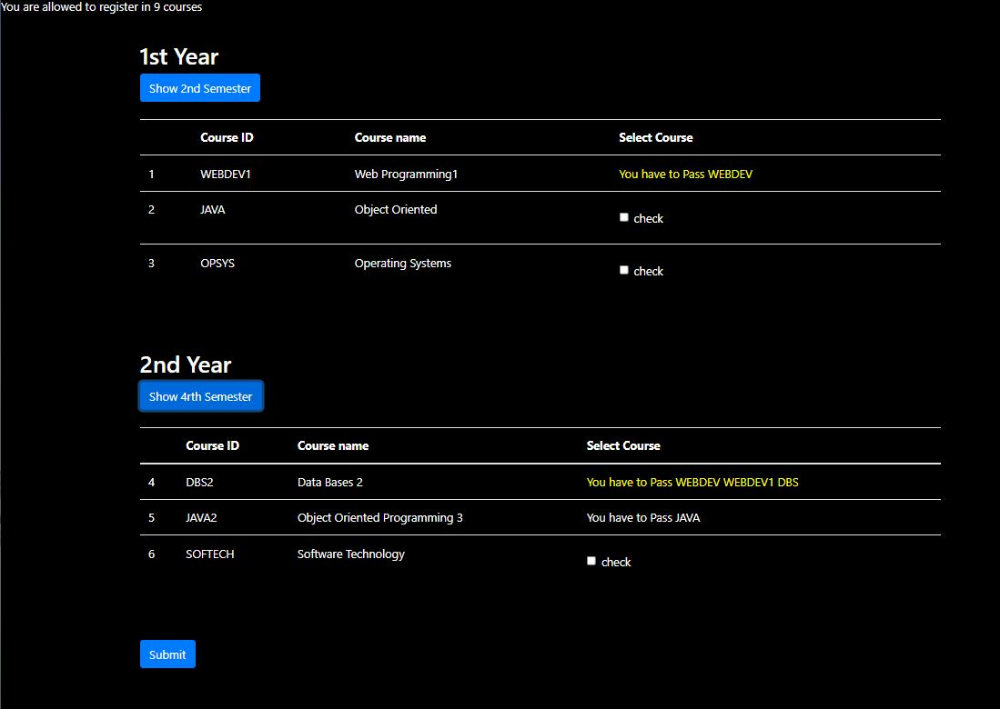 You are allowed to register in 9 courses
1st Year
Show 2nd Semester
Course ID Course name Select Course
1 WEBDEV1 Web Programming1 You have to Pass WEBDEV
2 JAVA Object Oriented check
3 OPSYS Operating Systems check
2nd Year
Show 4rth Semester
Course ID Course name Select Course
4 DBS2 Data Bases 2 You have to Pass WEBDEV WEBDEV1 DBS
5 JAVA2 Object Oriented Programming 3 You have to Pass JAVA
6 SOFTECH Software Technology check
Submit